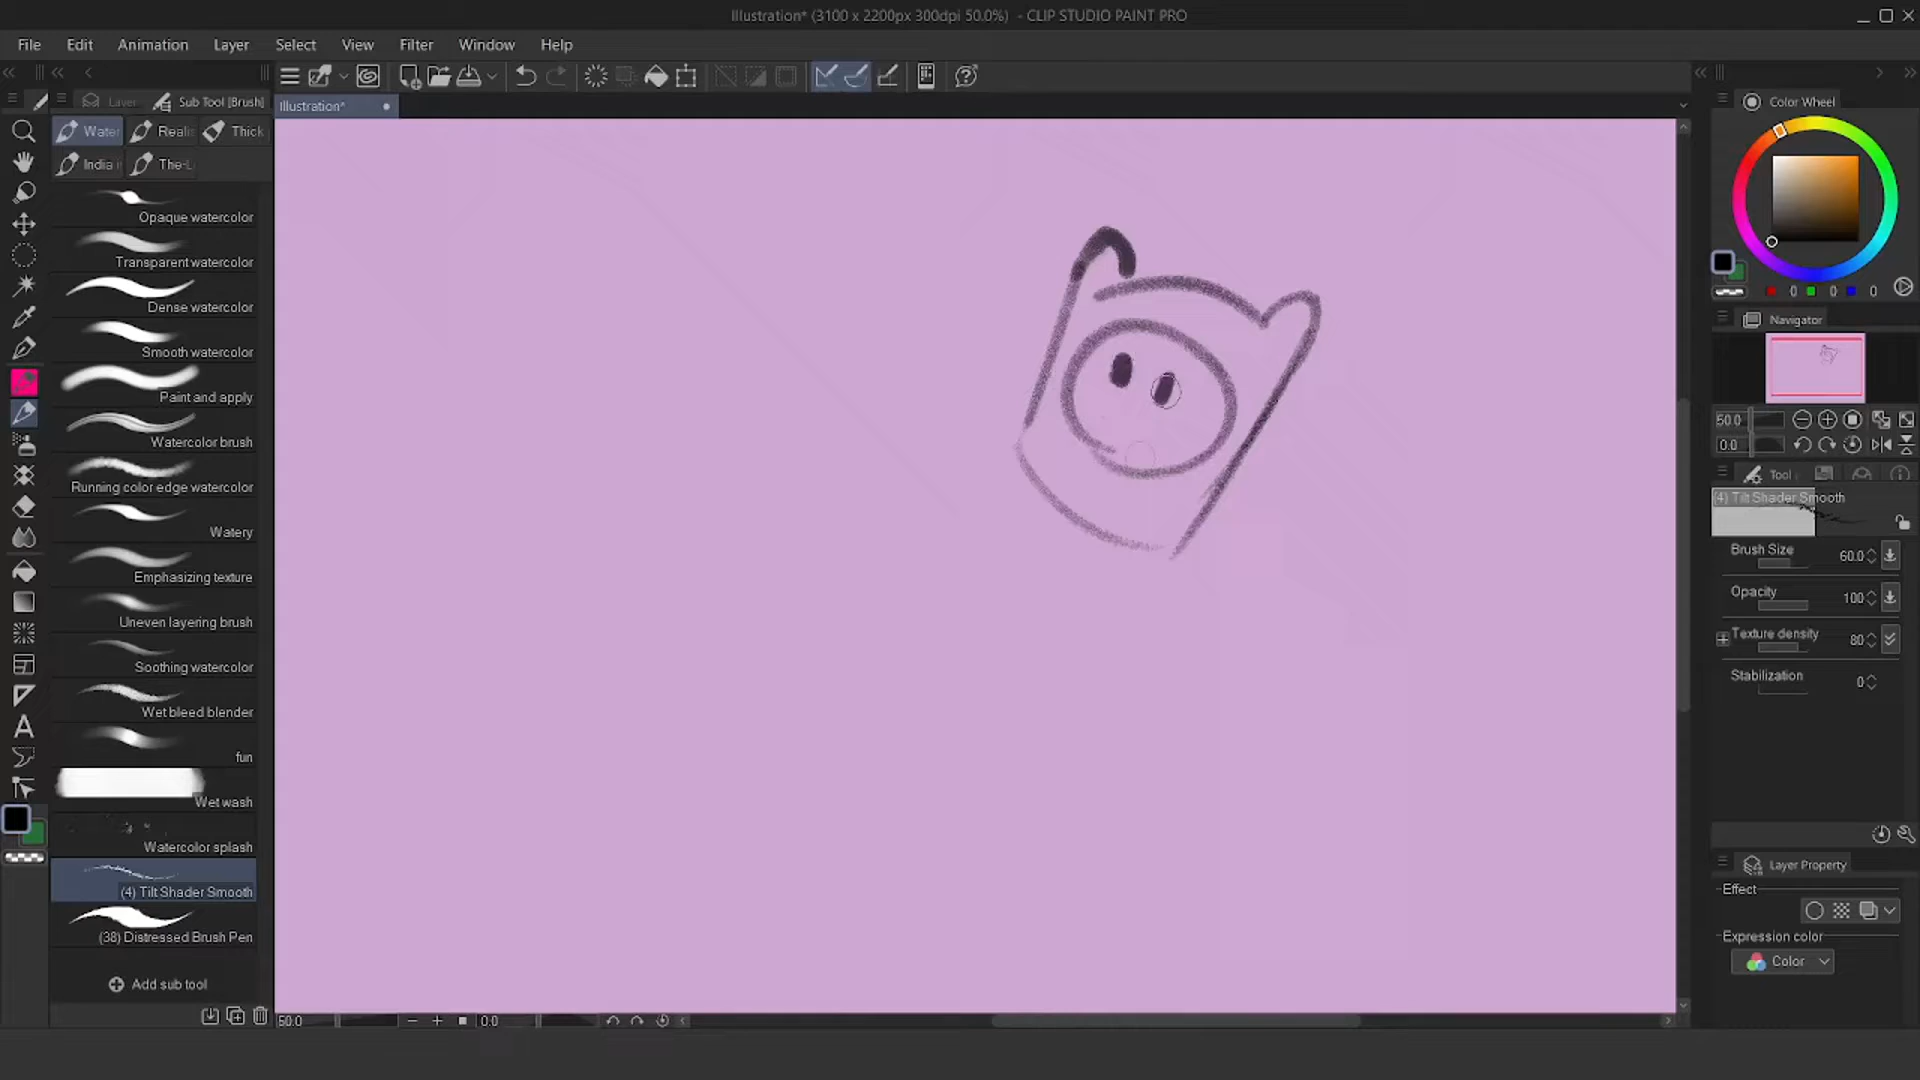 Illustration* (3100 x 2200px 300dpi 50.0%) - CLIP STUDIO PAINT PRO
File Edit Animation Layer Select View Filter Window Help
Layer Sub Tool [Brush]
Illustration*
Color Wheel
Water Reali Thick
India i The-L
Opaque watercolor
Transparent watercolor
Dense watercolor
Smooth watercolor
Paint and apply
Watercolor brush
Running color edge watercolor
Watery
Emphasizing texture
Uneven layering brush
Soothing watercolor
Wet bleed blender
fun
Wet wash
Watercolor splash
(4) Tilt Shader Smooth
(38) Distressed Brush Pen
Add sub tool
50.0 0.0
0 0 0
Navigator
50.0
0.0
Tool
(4) Tilt Shader Smooth
Brush Size 60.0
Opacity 100
Texture density 80
Stabilization 0
Layer Property
Effect
Expression color
Color